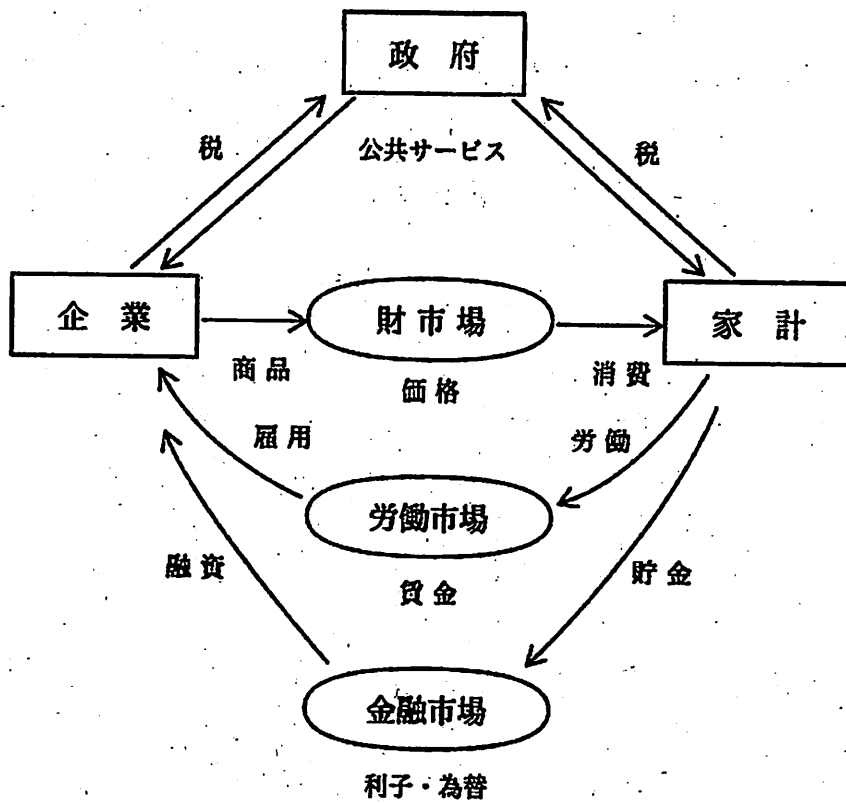 政府
税
公共サービス
税
企業
財市場
家計
商品
価格
消費
雇用
労働
労働市場
融資
賃金
貯金
金融市場
利子・為替